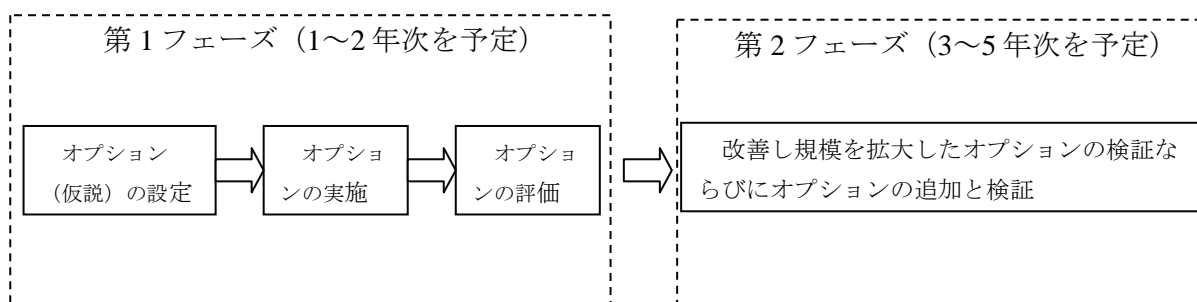 第1フェーズ（1～2年次を予定）
オプション
（仮説）の設定
オプショ
ンの実施
オプショ
ンの評価
第2フェーズ（3～5年次を予定）
改善し規模を拡大したオプションの検証な
らびにオプションの追加と検証